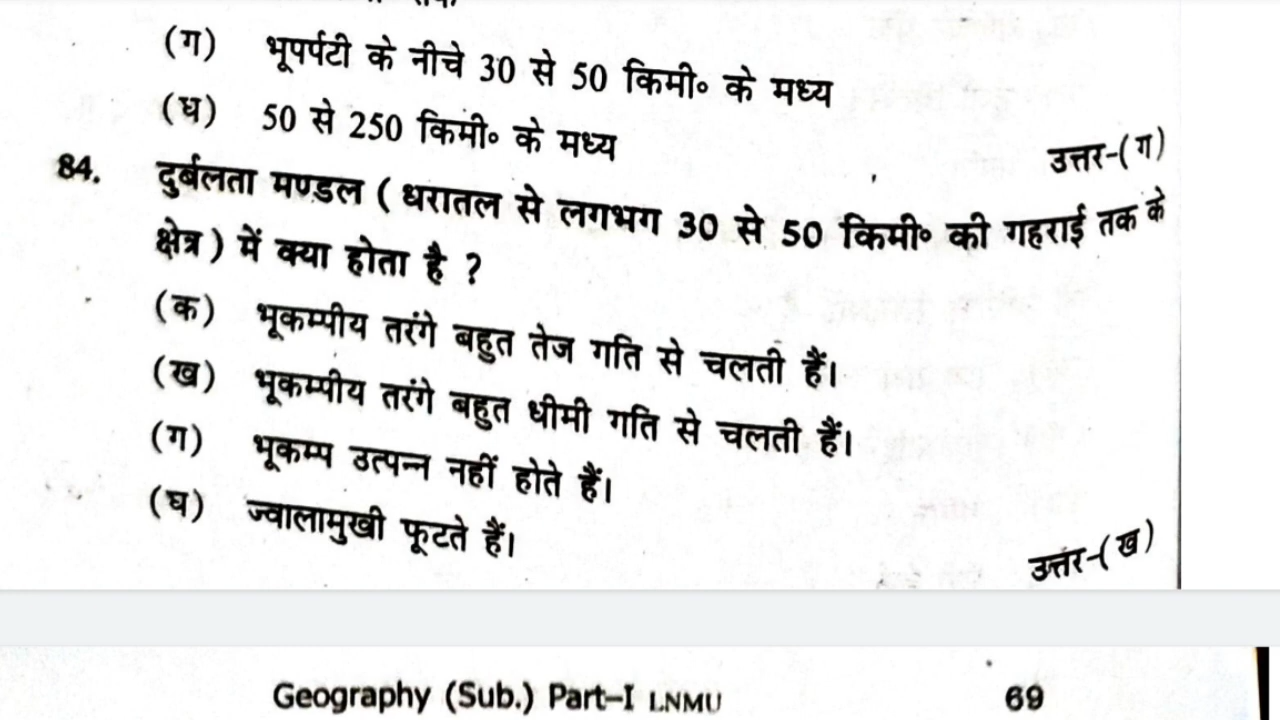 (ग) भूपर्पटी के नीचे 30 से 50 किमी॰ के मध्य
(घ) 50 से 250 किमी॰ के मध्य
उत्तर-(ग)
84. दुर्बलता मण्डल ( धरातल से लगभग 30 से 50 किमी॰ की गहराई तक के
क्षेत्र ) में क्या होता है ?
(क) भूकम्पीय तरंगे बहुत तेज गति से चलती हैं।
(ख) भूकम्पीय तरंगे बहुत धीमी गति से चलती हैं।
(ग) भूकम्प उत्पन्न नहीं होते हैं।
(घ) ज्वालामुखी फूटते हैं।
उत्तर-(ख)
Geography (Sub.) Part-I LNMU 69